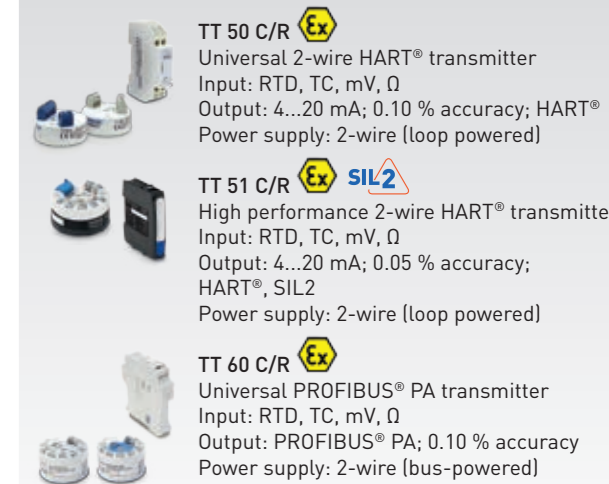 TT 50 C/R Ex
Universal 2-wire HART® transmitter
Input: RTD, TC, mV, Ω
Output: 4...20 mA; 0.10 % accuracy; HART®
Power supply: 2-wire (loop powered)
TT 51 C/R Ex SIL2
High performance 2-wire HART® transmitte
Input: RTD, TC, mV, Ω
Output: 4...20 mA; 0.05 % accuracy;
HART®, SIL2
Power supply: 2-wire (loop powered)
TT 60 C/R Ex
Universal PROFIBUS® PA transmitter
Input: RTD, TC, mV, Ω
Output: PROFIBUS® PA; 0.10 % accuracy
Power supply: 2-wire (bus-powered)